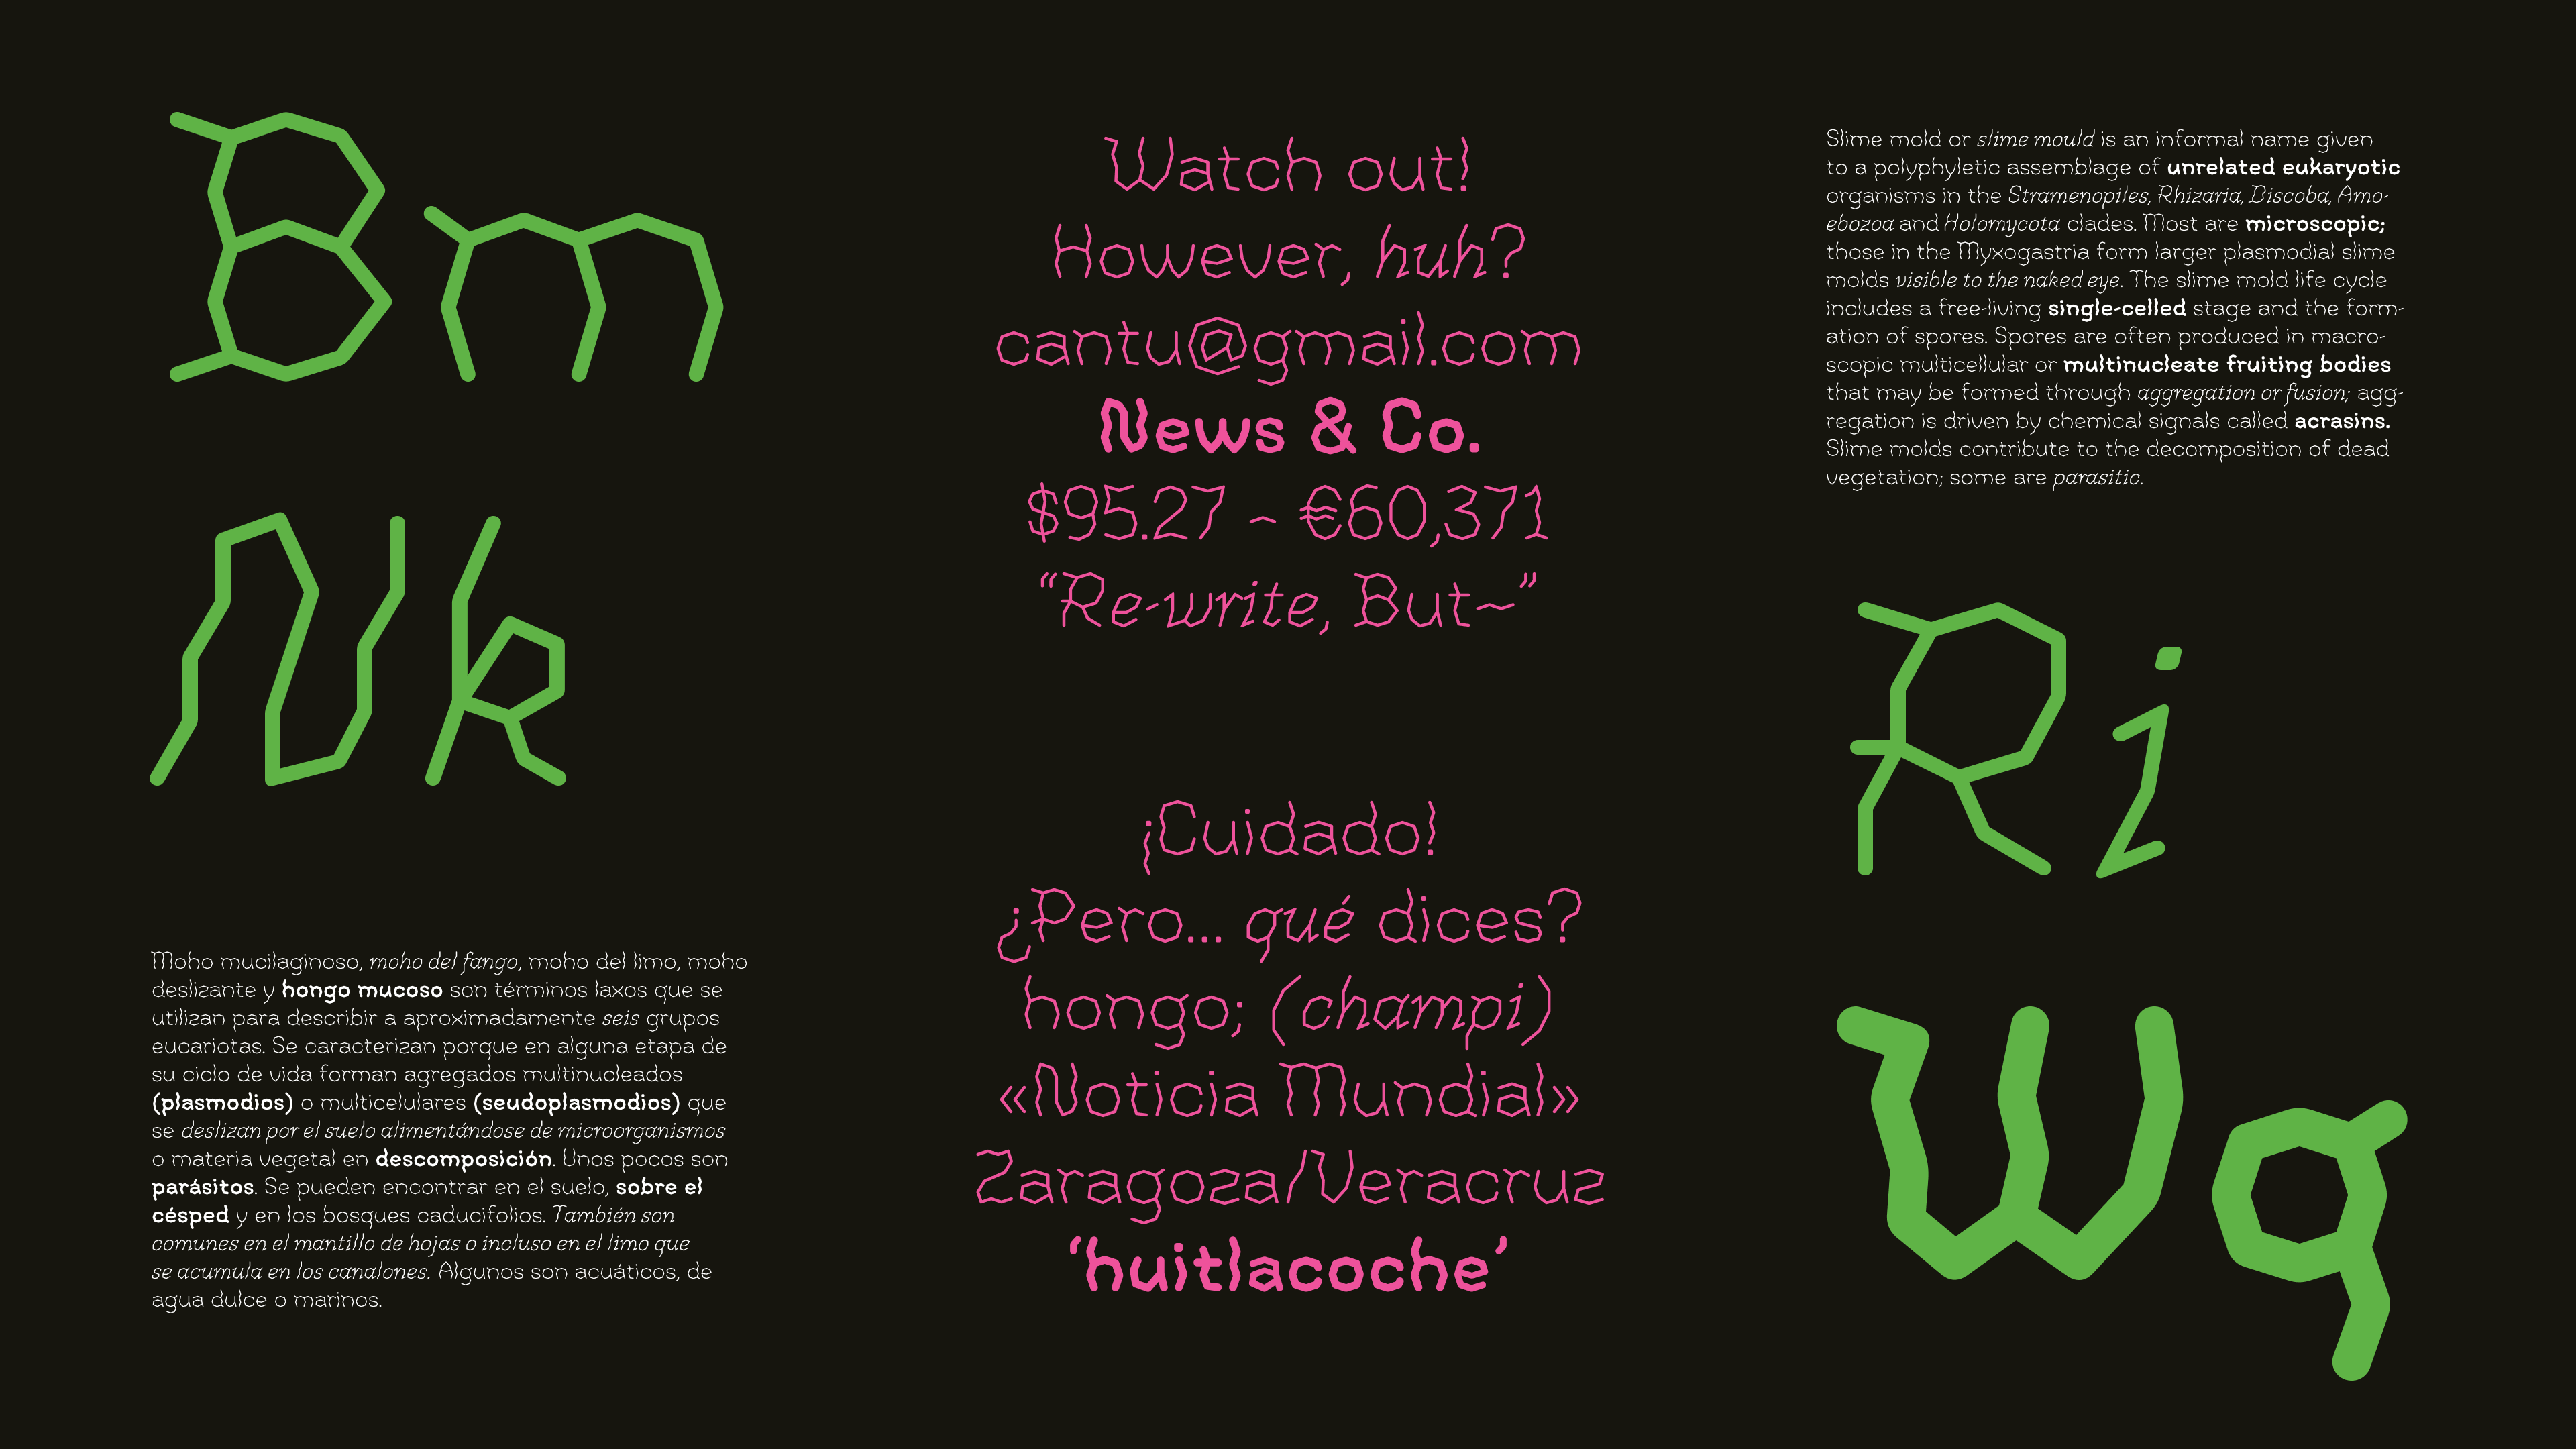 Bm
Nk
Moho mucilaginoso, moho del fango, moho del limo, moho
deslizante y hongo mucoso son términos laxos que se
utilizan para describir a aproximadamente seis grupos
eucariotas. Se caracterizan porque en alguna etapa de
su ciclo de vida forman agregados multinucleados
(plasmodios) o multicelulares (seudoplasmodios) que
se deslizan por el suelo alimentándose de microorganismos
o materia vegetal en descomposición. Unos pocos son
parásitos. Se pueden encontrar en el suelo, sobre el
césped y en los bosques caducifolios. También son
comunes en el mantillo de hojas o incluso en el limo que
se acumula en los canalones. Algunos son acuáticos, de
agua dulce o marinos.
Watch out!
However, huh?
cantu@gmail.com
News & Co.
$95.27 - €60,371
“Re-write, But~”
¡Cuidado!
¿Pero... qué dices?
hongo; (champi)
«Noticia Mundial»
Zaragoza/Veracruz
‘huitlacoche’
Slime mold or slime mould is an informal name given
to a polyphyletic assemblage of unrelated eukaryotic
organisms in the Stramenopiles, Rhizaria, Discoba, Amo-
ebozoa and Holomycota clades. Most are microscopic;
those in the Myxogastria form larger plasmodial slime
molds visible to the naked eye. The slime mold life cycle
includes a free-living single-celled stage and the form-
ation of spores. Spores are often produced in macro-
scopic multicellular or multinucleate fruiting bodies
that may be formed through aggregation or fusion; agg-
regation is driven by chemical signals called acrasins.
Slime molds contribute to the decomposition of dead
vegetation; some are parasitic.
Ri
Wq